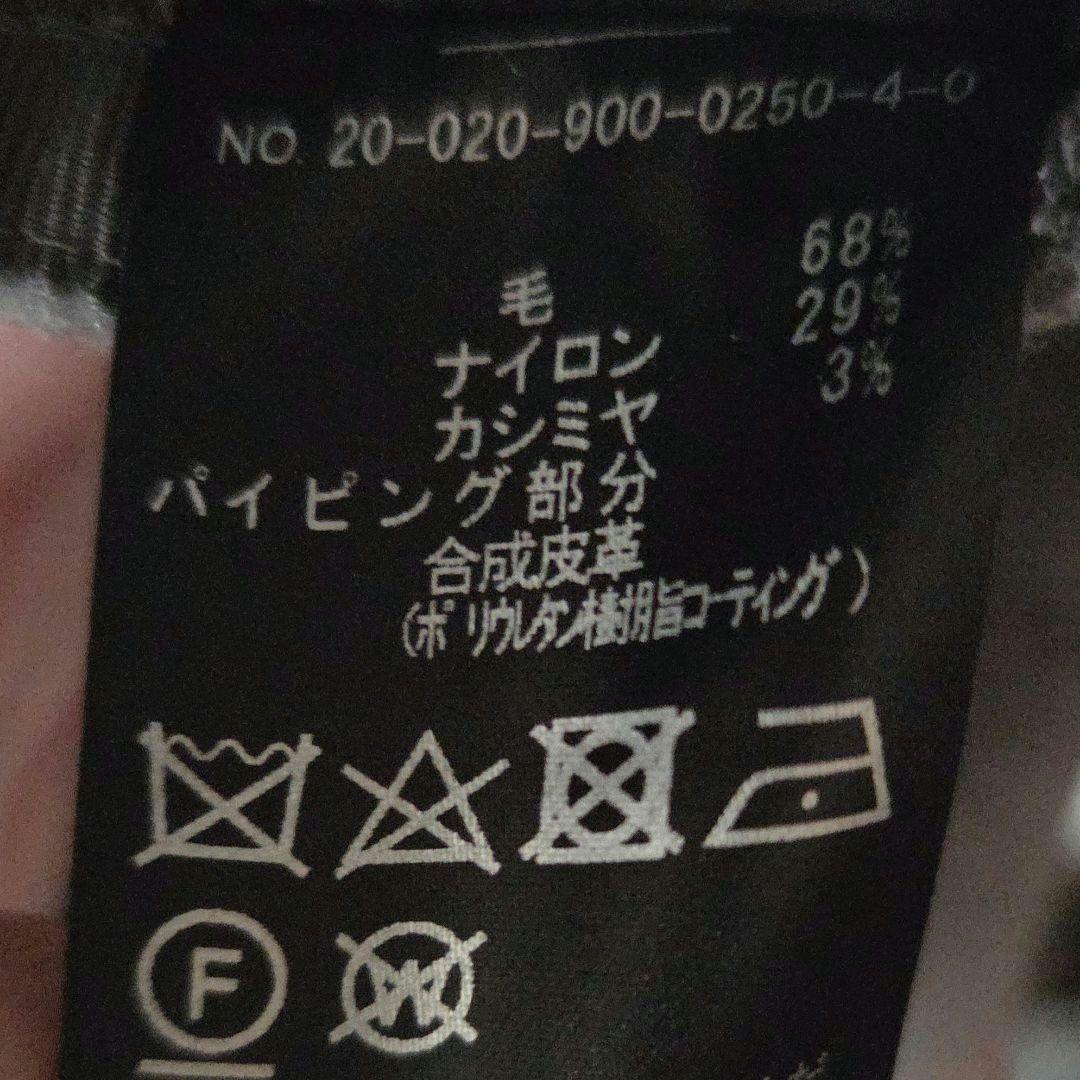 NO. 20-020-900-0250-4-0
毛 68%
ナイロン 29%
カシミヤ 3%
パイピング部分
合成皮革
(ポリウレタン樹脂コーティング)
F
W